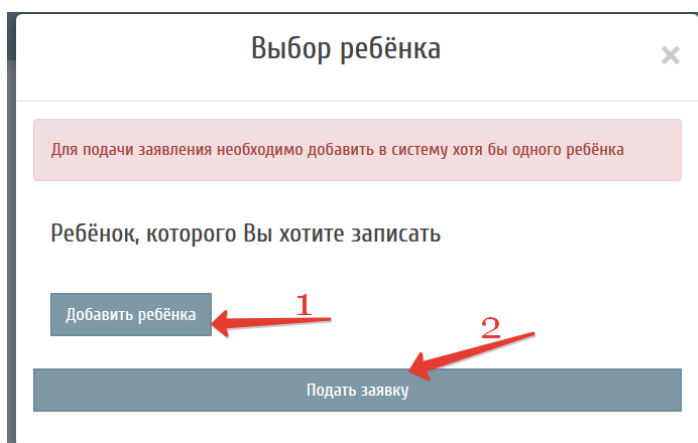 Выбор ребёнка
×
Для подачи заявления необходимо добавить в систему хотя бы одного ребёнка
Ребёнок, которого Вы хотите записать
Добавить ребёнка
1
2
Подать заявку